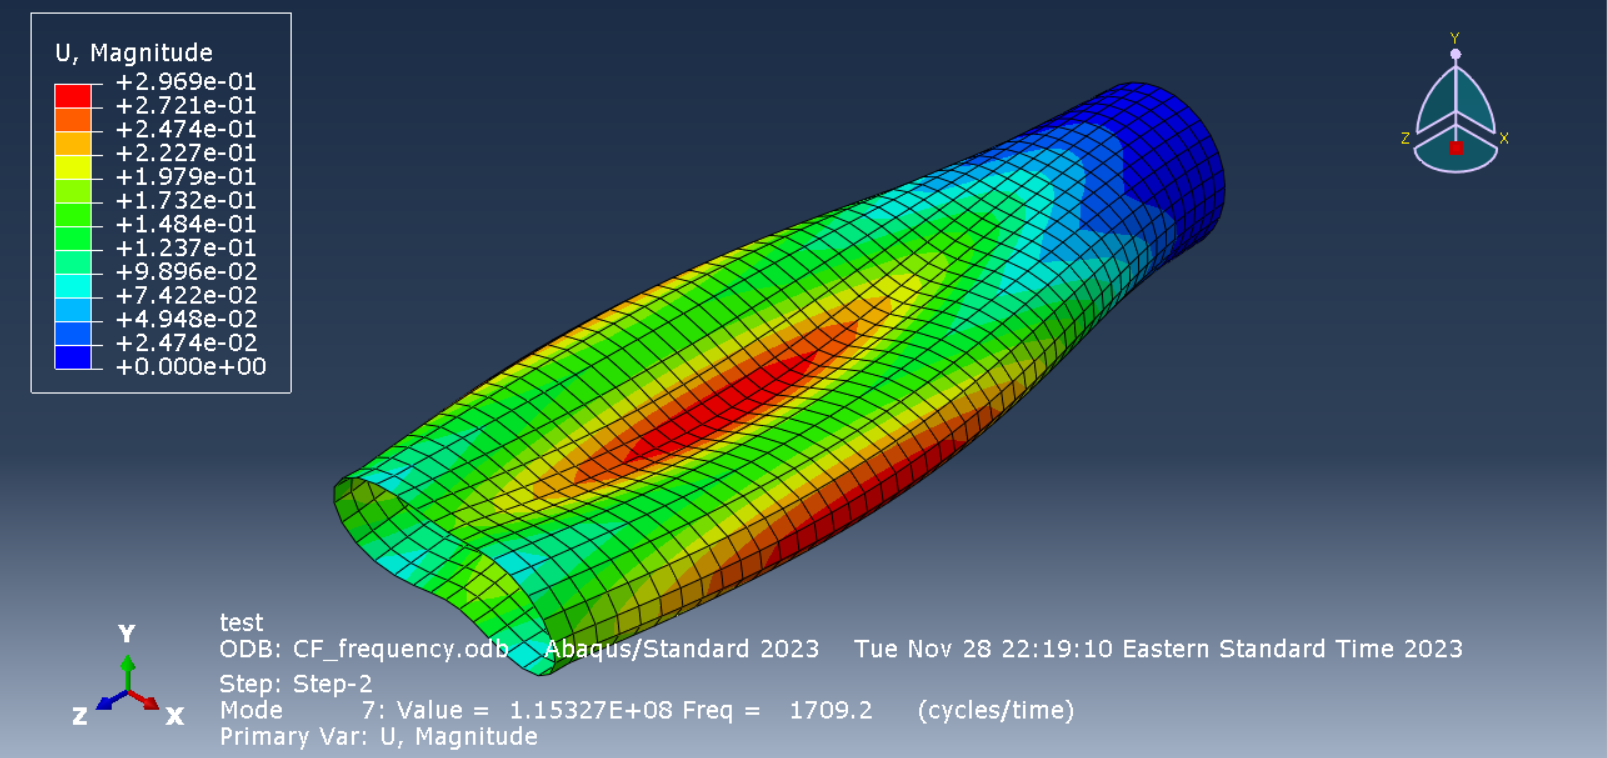 U, Magnitude
+2.969e-01
+2.721e-01
+2.474e-01
+2.227e-01
+1.979e-01
+1.732e-01
+1.484e-01
+1.237e-01
+9.896e-02
+7.422e-02
+4.948e-02
+2.474e-02
+0.000e+00
Y
Z
X
Y
Z
X
test
ODB: CF_frequency.odb Abaqus/Standard 2023 Tue Nov 28 22:19:10 Eastern Standard Time 2023
Step: Step-2
Mode 7: Value = 1.15327E+08 Freq = 1709.2 (cycles/time)
Primary Var: U, Magnitude